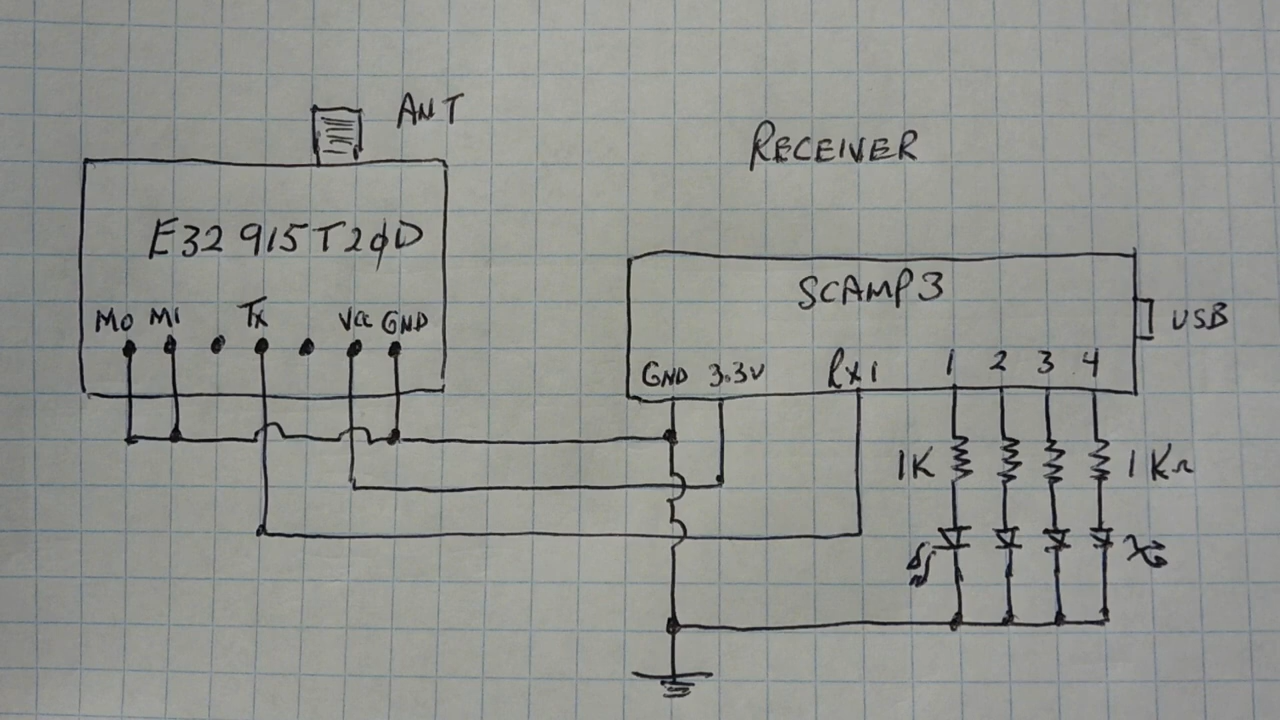 ANT
RECEIVER
E32 915T20D
M0 M1 Tx Vcc GND
SCAMP3
USB
GND 3.3V Rx1 1 2 3 4
1K 1KΩ